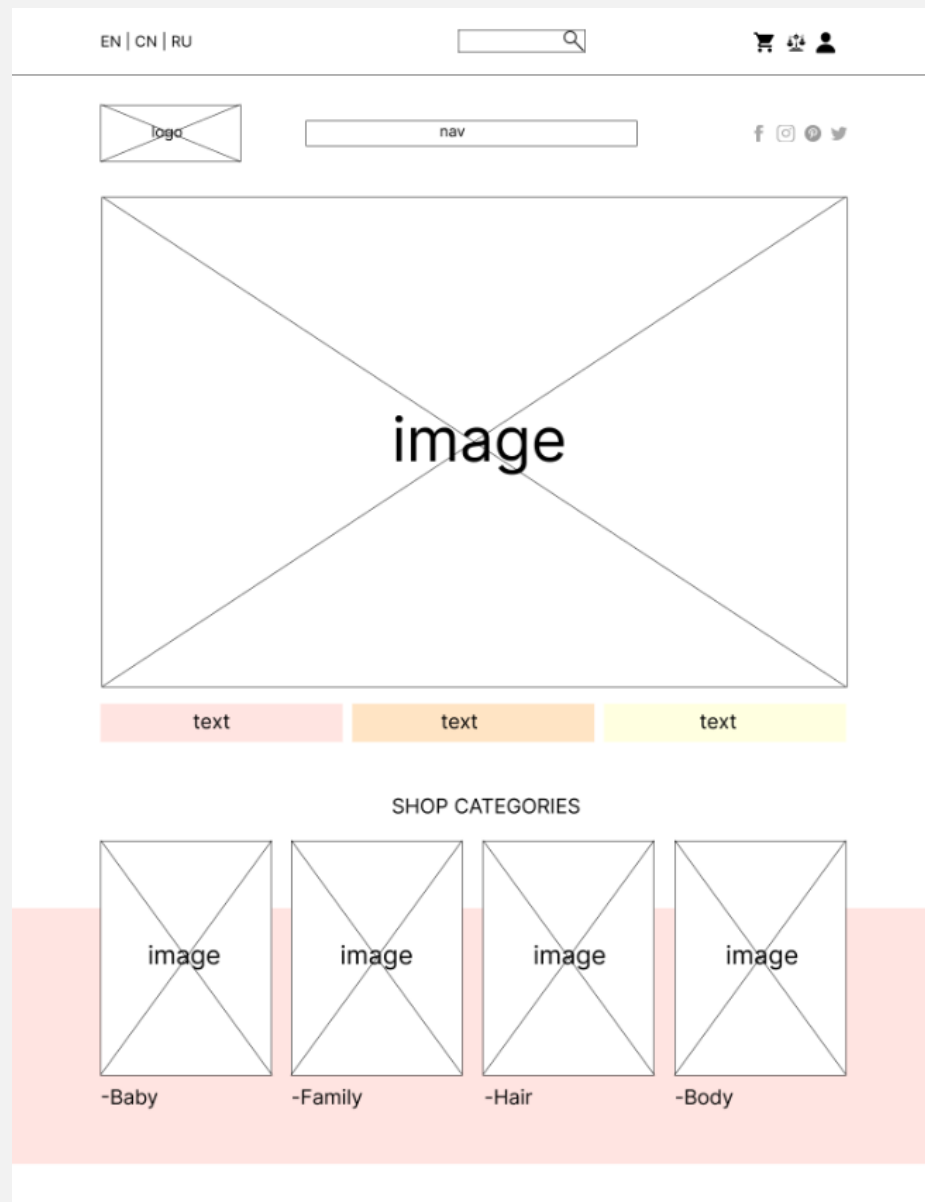 EN | CN | RU
logo
nav
image
text text text
SHOP CATEGORIES
image image image image
-Baby -Family -Hair -Body